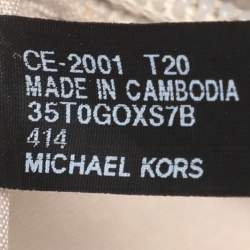 CE-2001 T20
MADE IN CAMBODIA
35T0GOXS7B
414
MICHAEL KORS